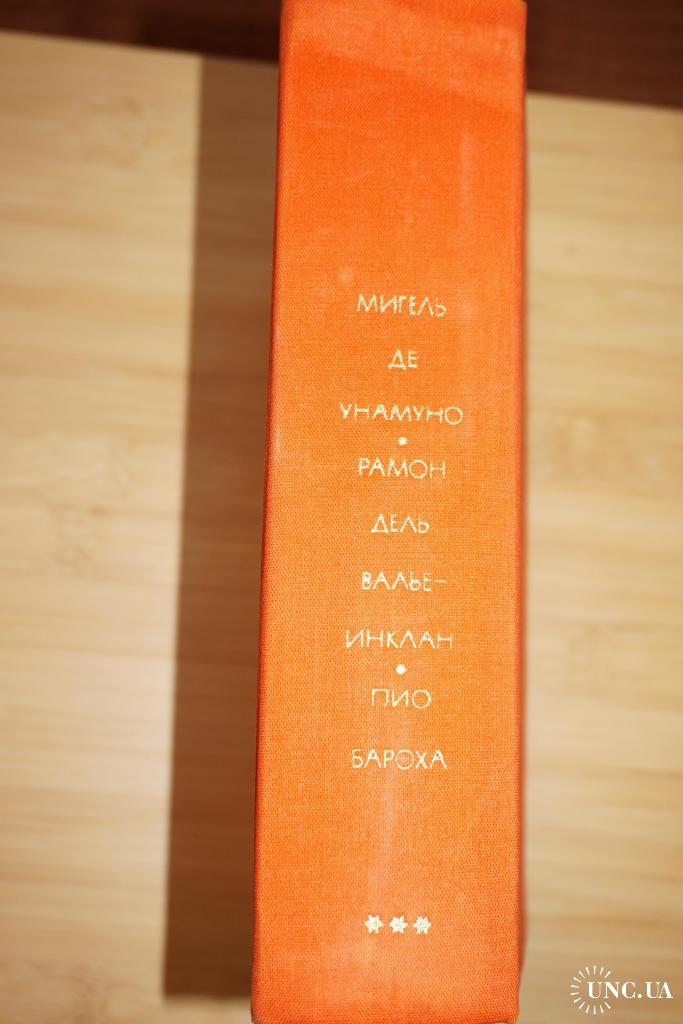 МИГЕЛЬ
ДЕ
УНАМУНО
•
РАМОН
ДЕЛЬ
ВАЛЬЕ-
ИНКЛАН
•
ПИО
БАРОХА
UNC.UA